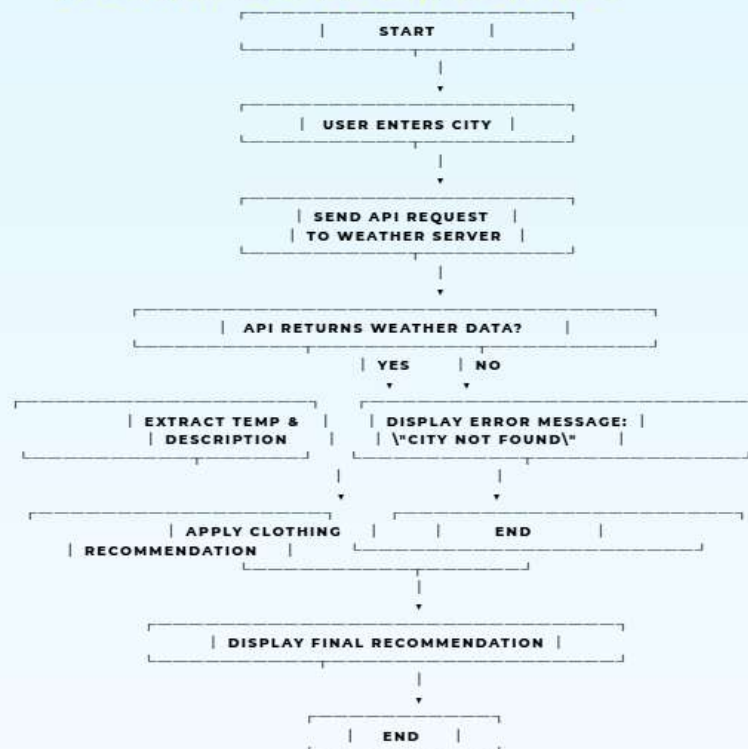 START
USER ENTERS CITY
SEND API REQUEST
TO WEATHER SERVER
API RETURNS WEATHER DATA?
YES NO
EXTRACT TEMP & DISPLAY ERROR MESSAGE:
DESCRIPTION \"CITY NOT FOUND\"
APPLY CLOTHING END
RECOMMENDATION
DISPLAY FINAL RECOMMENDATION
END